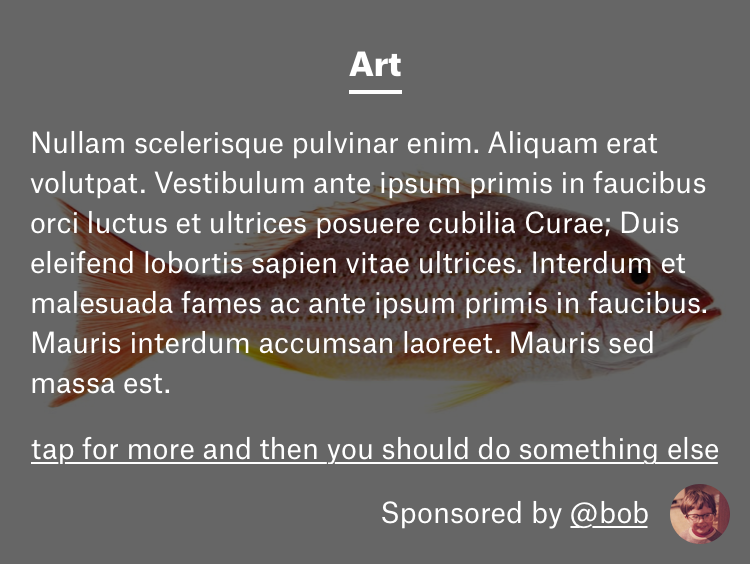 Art
Nullam scelerisque pulvinar enim. Aliquam erat
volutpat. Vestibulum ante ipsum primis in faucibus
orci luctus et ultrices posuere cubilia Curae; Duis
eleifend lobortis sapien vitae ultrices. Interdum et
malesuada fames ac ante ipsum primis in faucibus.
Mauris interdum accumsan laoreet. Mauris sed
massa est.
tap for more and then you should do something else
Sponsored by @bob